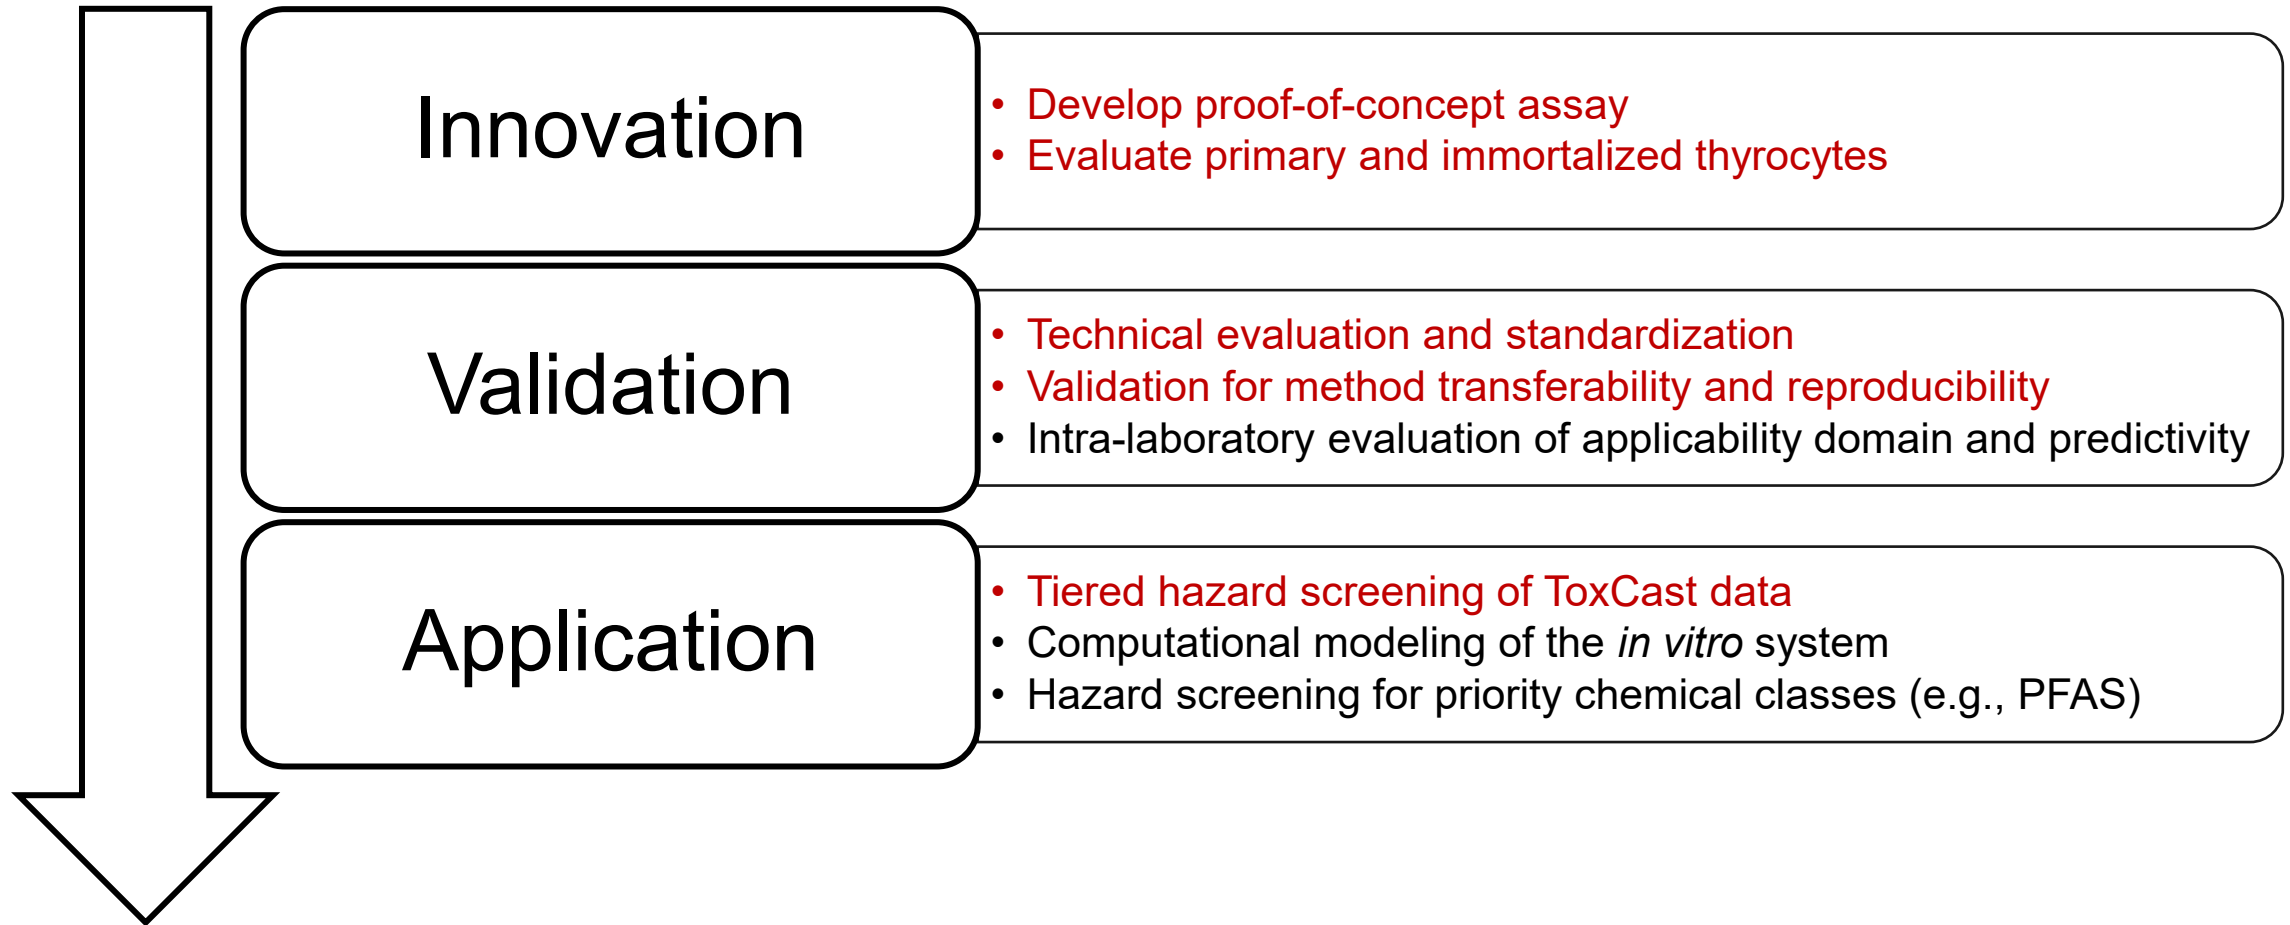 Innovation
• Develop proof-of-concept assay
• Evaluate primary and immortalized thyrocytes
Validation
• Technical evaluation and standardization
• Validation for method transferability and reproducibility
• Intra-laboratory evaluation of applicability domain and predictivity
Application
• Tiered hazard screening of ToxCast data
• Computational modeling of the in vitro system
• Hazard screening for priority chemical classes (e.g., PFAS)